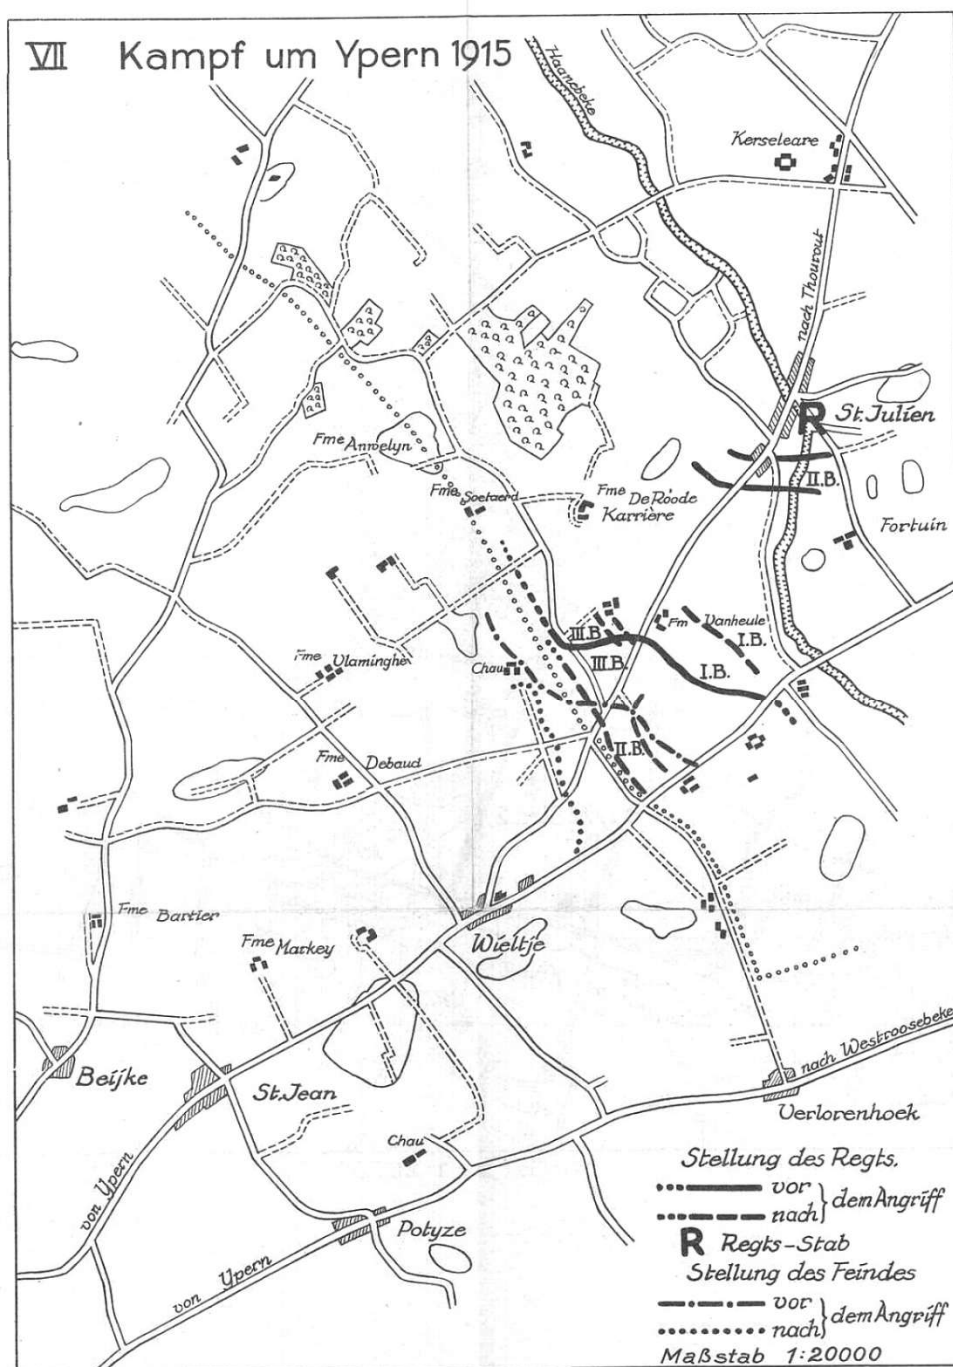 VII Kampf um Ypern 1915
Haanebeke
Kerseleare
nach Thourout
R St. Julien
Fme Anwelyn
II.B.
Fme Soetaerd
Fme De Roode
Karrière
Fortuin
III.B
Fm Vanheule
I.B.
III.B.
I.B.
Fme Vlaminghe
Chau
II.B.
Fme Debaud
Fme Bartier
Fme Markey
Wieltje
nach Westroosebeke
Beijke
St. Jean
Verlorenhoek
Chau
von Ypern
Potyze
von Ypern
Stellung des Regts.
vor
nach } dem Angriff
R Regts-Stab
Stellung des Feindes
vor
nach } dem Angriff
Maßstab 1:20000